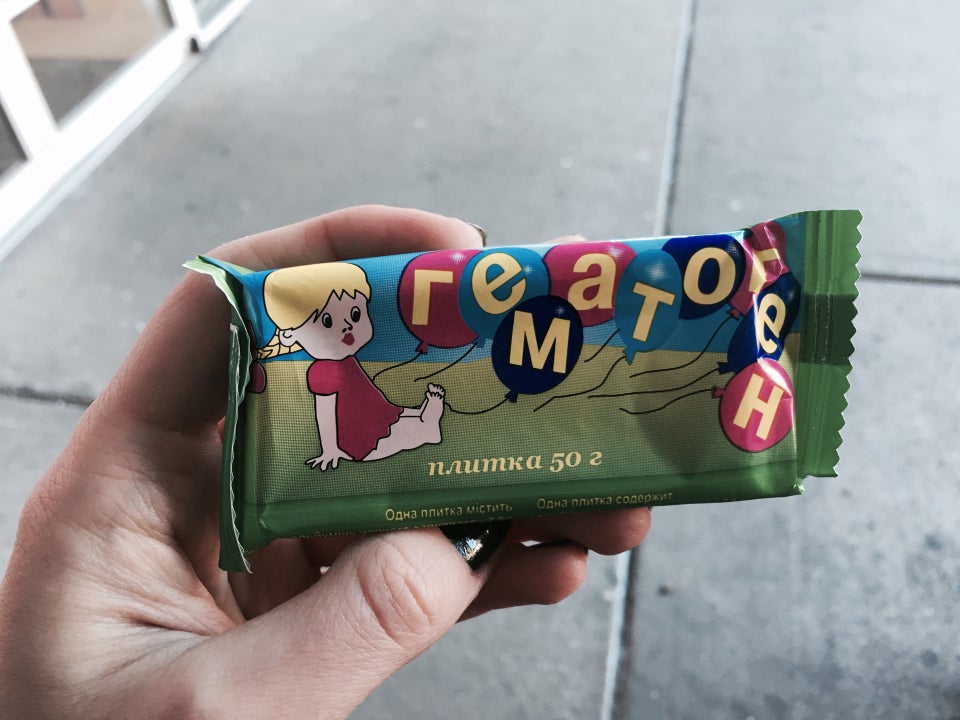 гематоген
плитка 50 г
Одна плитка містить Одна плитка содержит